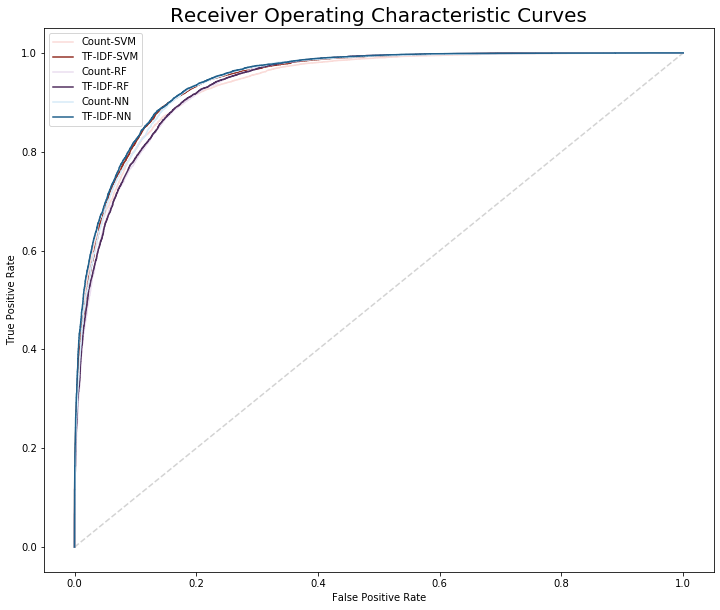 Receiver Operating Characteristic Curves
Count-SVM
TF-IDF-SVM
Count-RF
TF-IDF-RF
Count-NN
TF-IDF-NN
1.0
0.8
0.6
0.4
0.2
0.0
True Positive Rate
0.0 0.2 0.4 0.6 0.8 1.0
False Positive Rate